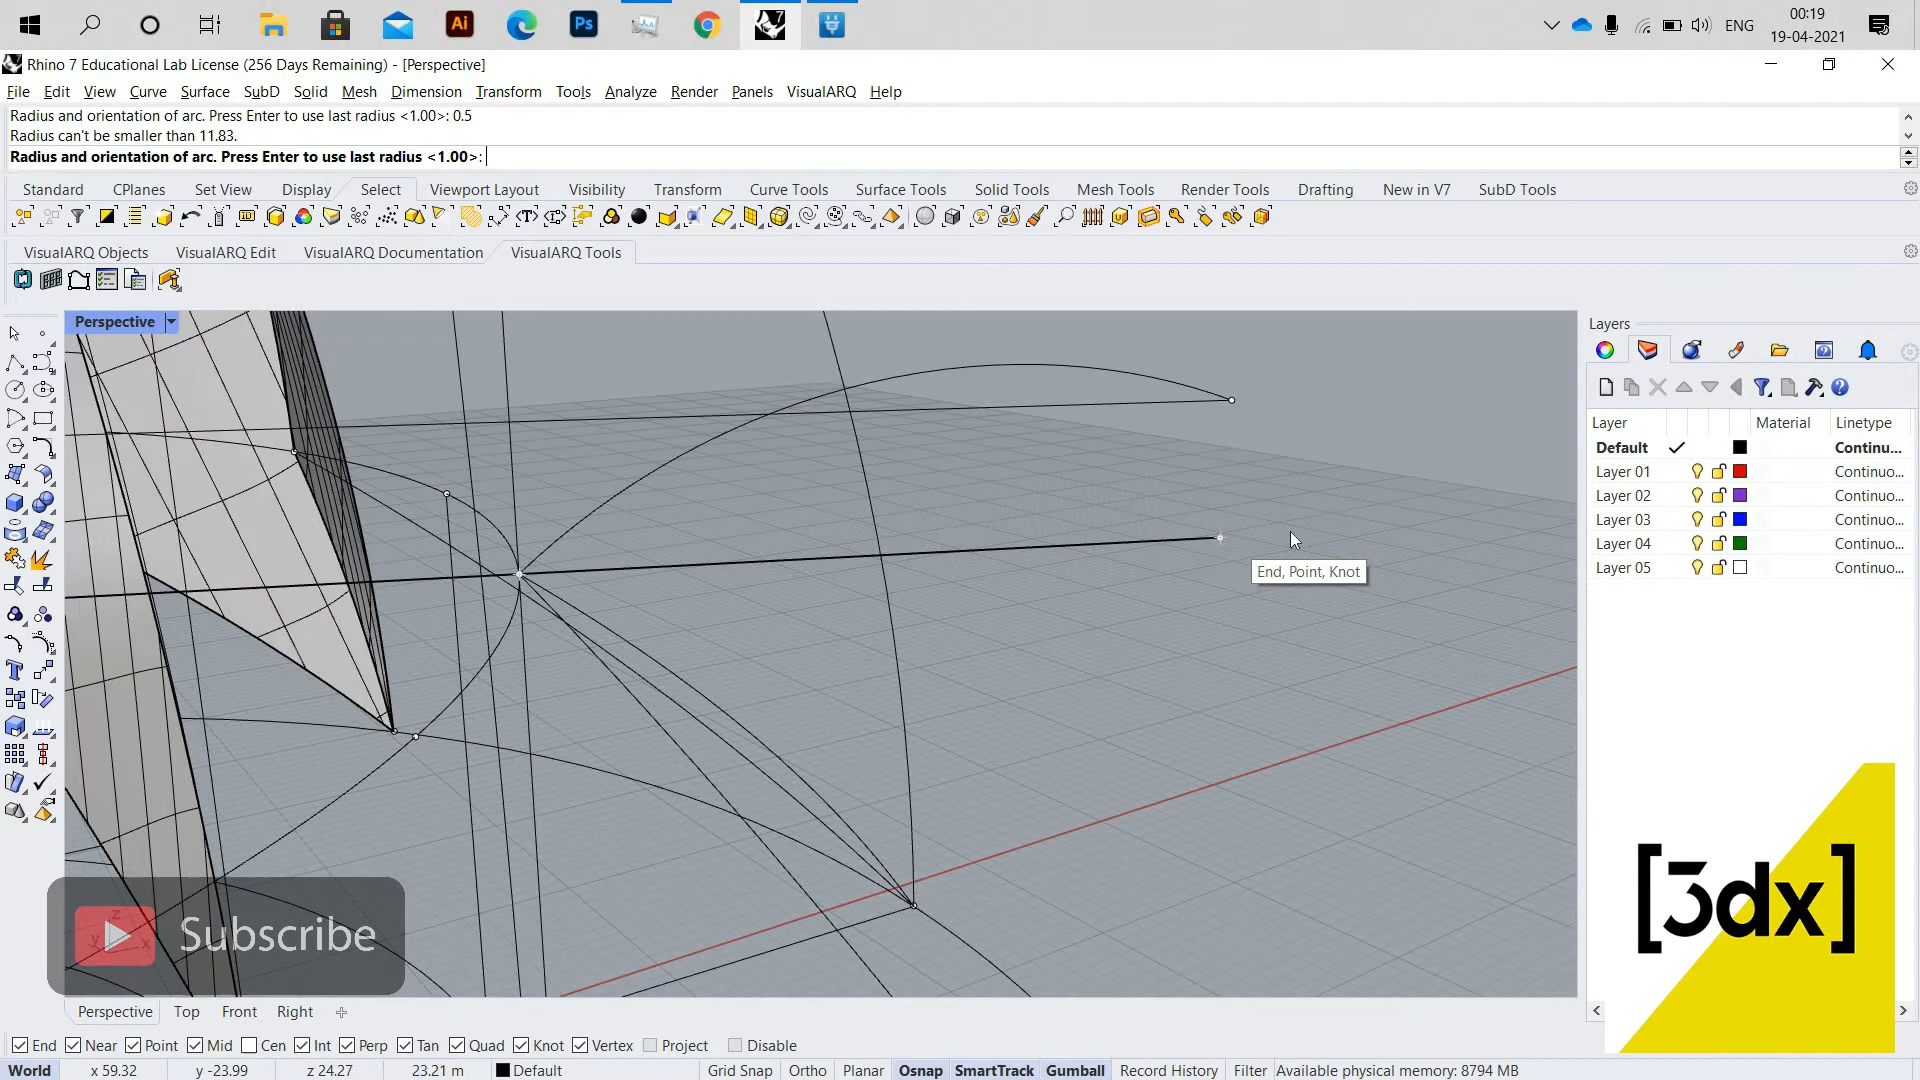 ENG
00:19
19-04-2021
Rhino 7 Educational Lab License (256 Days Remaining) - [Perspective]
File Edit View Curve Surface SubD Solid Mesh Dimension Transform Tools Analyze Render Panels VisualARQ Help
Radius and orientation of arc. Press Enter to use last radius <1.00>: 0.5
Radius can't be smaller than 11.83.
Radius and orientation of arc. Press Enter to use last radius <1.00>:
Standard CPlanes Set View Display Select Viewport Layout Visibility Transform Curve Tools Surface Tools Solid Tools Mesh Tools Render Tools Drafting New in V7 SubD Tools
VisualARQ Objects VisualARQ Edit VisualARQ Documentation VisualARQ Tools
Perspective
End, Point, Knot
Layers
Layer Material Linetype
Default Continu...
Layer 01 Continuo...
Layer 02 Continuo...
Layer 03 Continuo...
Layer 04 Continuo...
Layer 05 Continuo...
[3dx]
Subscribe
z
y x
Perspective Top Front Right
End Near Point Mid Cen Int Perp Tan Quad Knot Vertex Project Disable
World x 59.32 y -23.99 z 24.27 23.21 m Default Grid Snap Ortho Planar Osnap SmartTrack Gumball Record History Filter Available physical memory: 8794 MB